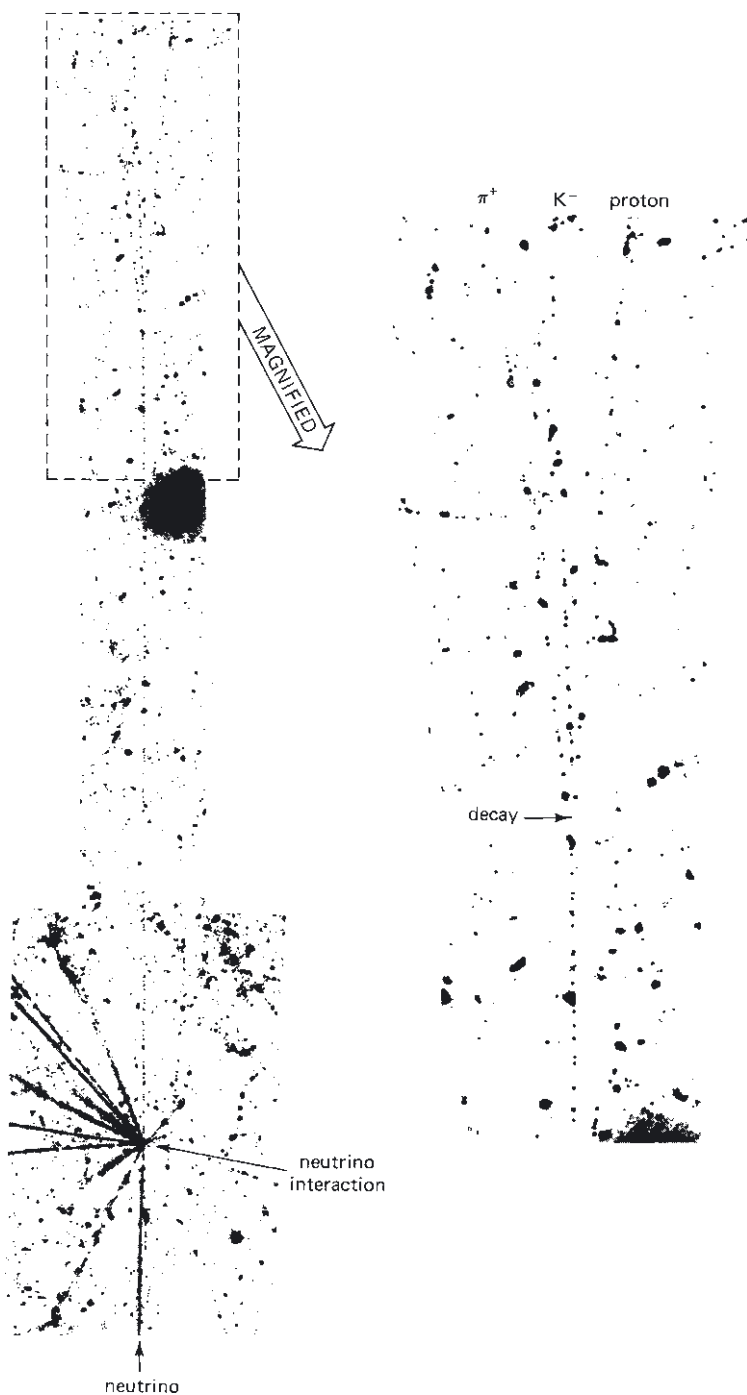 π⁺ K⁻ proton
MAGNIFIED
decay
neutrino
interaction
neutrino